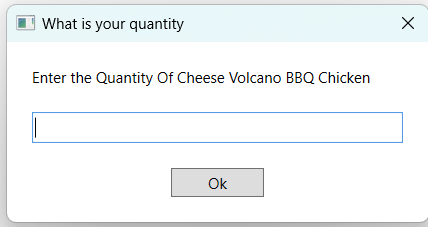 What is your quantity
Enter the Quantity Of Cheese Volcano BBQ Chicken
Ok